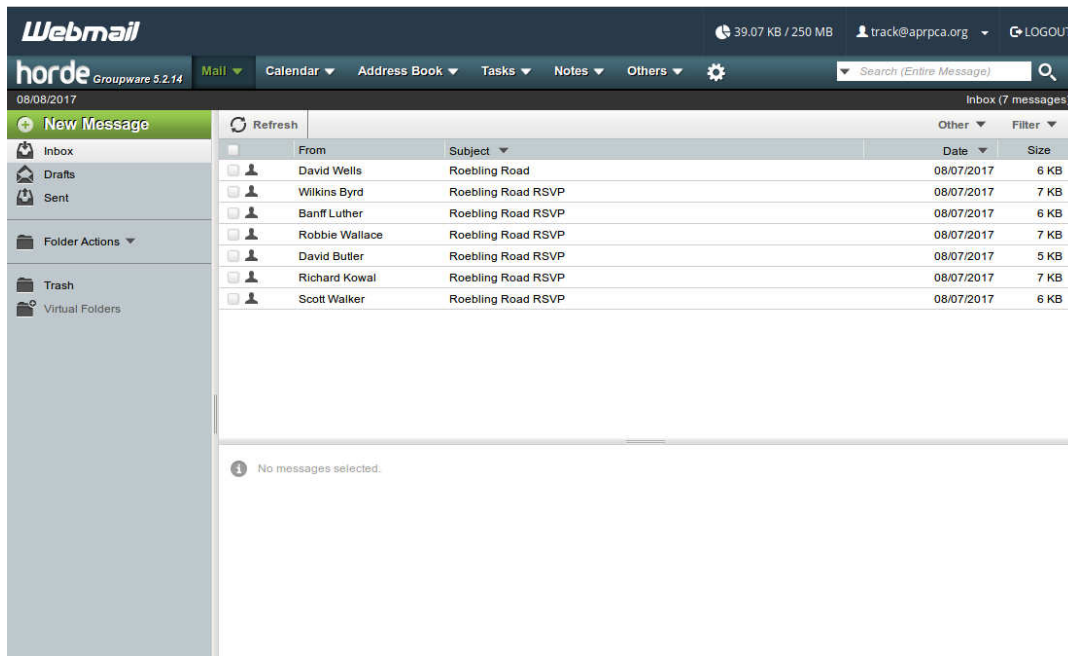 Webmail 39.07 KB / 250 MB track@aprpca.org LOGOUT
horde Groupware 5.2.14 Mail Calendar Address Book Tasks Notes Others Search (Entire Message)
08/08/2017 Inbox (7 messages)
New Message Refresh Other Filter
Inbox From Subject Date Size
Drafts David Wells Roebling Road 08/07/2017 6 KB
Sent Wilkins Byrd Roebling Road RSVP 08/07/2017 7 KB
Banff Luther Roebling Road RSVP 08/07/2017 6 KB
Folder Actions Robbie Wallace Roebling Road RSVP 08/07/2017 7 KB
David Butler Roebling Road RSVP 08/07/2017 5 KB
Trash Richard Kowal Roebling Road RSVP 08/07/2017 7 KB
Virtual Folders Scott Walker Roebling Road RSVP 08/07/2017 6 KB
No messages selected.